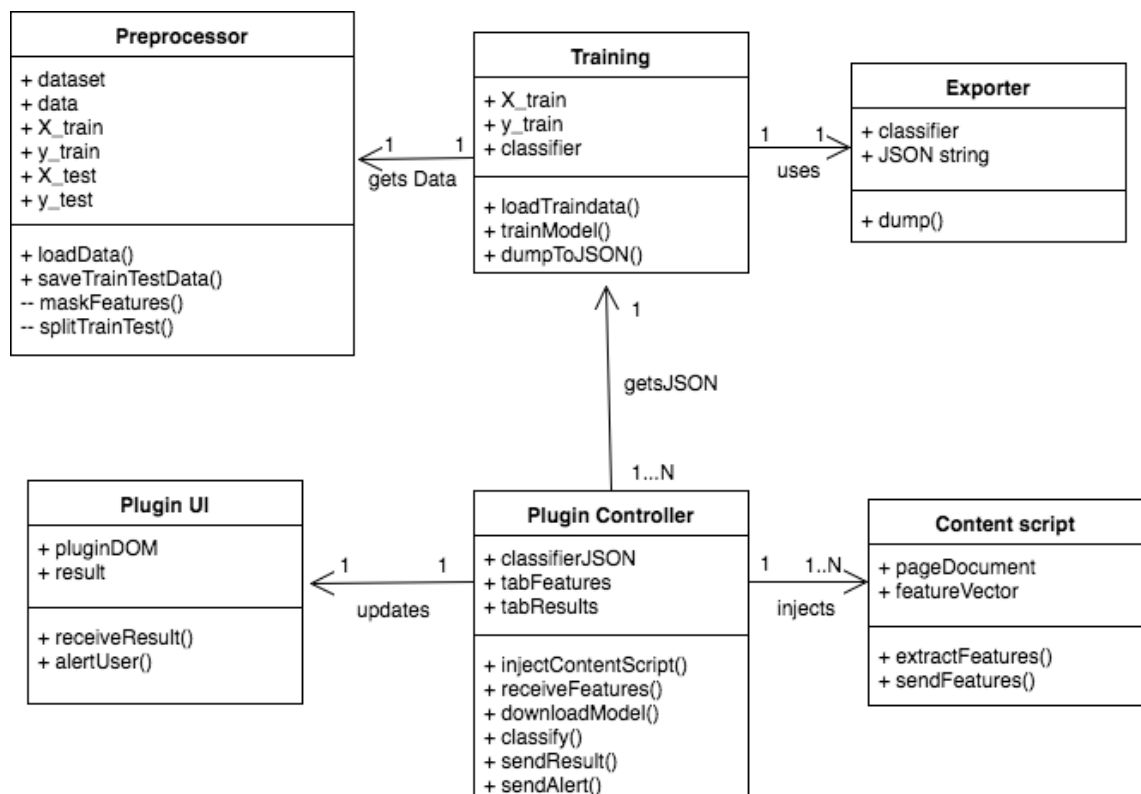 Preprocessor
+ dataset
+ data
+ X_train
+ y_train
+ X_test
+ y_test
+ loadData()
+ saveTrainTestData()
-- maskFeatures()
-- splitTrainTest()
1
1
gets Data
Training
+ X_train
+ y_train
+ classifier
+ loadTraindata()
+ trainModel()
+ dumpToJSON()
1
1
uses
Exporter
+ classifier
+ JSON string
+ dump()
1
getsJSON
1...N
Plugin UI
+ pluginDOM
+ result
+ receiveResult()
+ alertUser()
1
1
updates
Plugin Controller
+ classifierJSON
+ tabFeatures
+ tabResults
+ injectContentScript()
+ receiveFeatures()
+ downloadModel()
+ classify()
+ sendResult()
+ sendAlert()
1
1..N
injects
Content script
+ pageDocument
+ featureVector
+ extractFeatures()
+ sendFeatures()